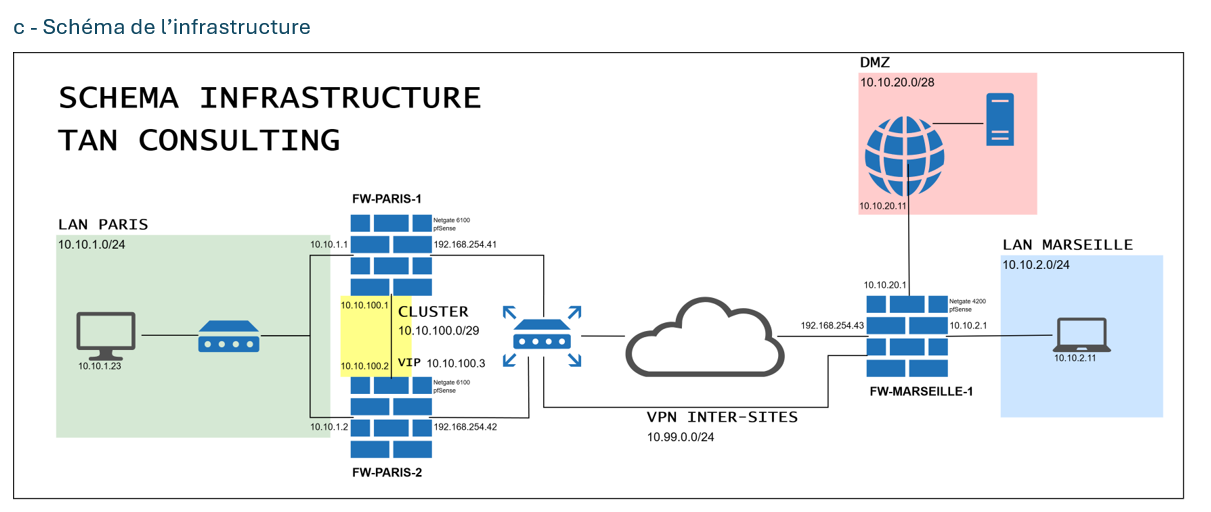 c - Schéma de l’infrastructure
SCHEMA INFRASTRUCTURE
TAN CONSULTING
DMZ
10.10.20.0/28
10.10.20.11
FW-PARIS-1
Netgate 6100
pfSense
LAN PARIS
10.10.1.0/24
10.10.1.1
192.168.254.41
10.10.100.1
CLUSTER
10.10.100.0/29
10.10.1.23
10.10.100.2
VIP 10.10.100.3
Netgate 6100
pfSense
10.10.1.2
192.168.254.42
FW-PARIS-2
VPN INTER-SITES
10.99.0.0/24
10.10.20.1
Netgate 4200
pfSense
192.168.254.43
10.10.2.1
FW-MARSEILLE-1
LAN MARSEILLE
10.10.2.0/24
10.10.2.11